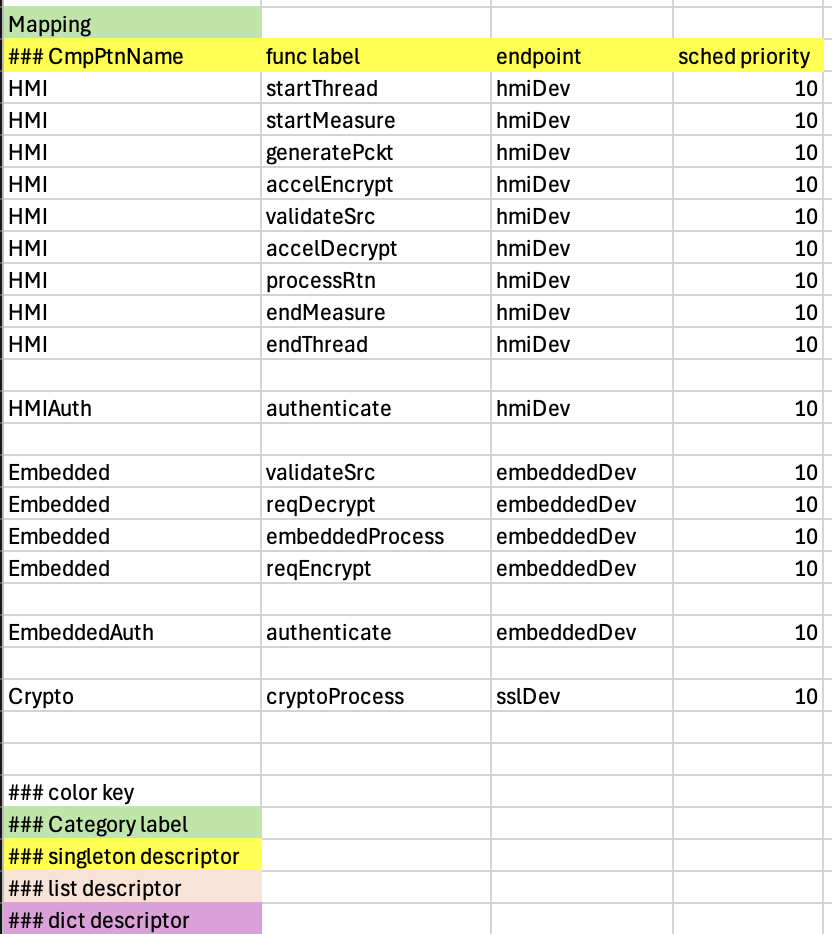 Mapping
### CmpPtnName func label endpoint sched priority
HMI startThread hmiDev 10
HMI startMeasure hmiDev 10
HMI generatePckt hmiDev 10
HMI accelEncrypt hmiDev 10
HMI validateSrc hmiDev 10
HMI accelDecrypt hmiDev 10
HMI processRtn hmiDev 10
HMI endMeasure hmiDev 10
HMI endThread hmiDev 10
HMIAuth authenticate hmiDev 10
Embedded validateSrc embeddedDev 10
Embedded reqDecrypt embeddedDev 10
Embedded embeddedProcess embeddedDev 10
Embedded reqEncrypt embeddedDev 10
EmbeddedAuth authenticate embeddedDev 10
Crypto cryptoProcess sslDev 10
### color key
### Category label
### singleton descriptor
### list descriptor
### dict descriptor